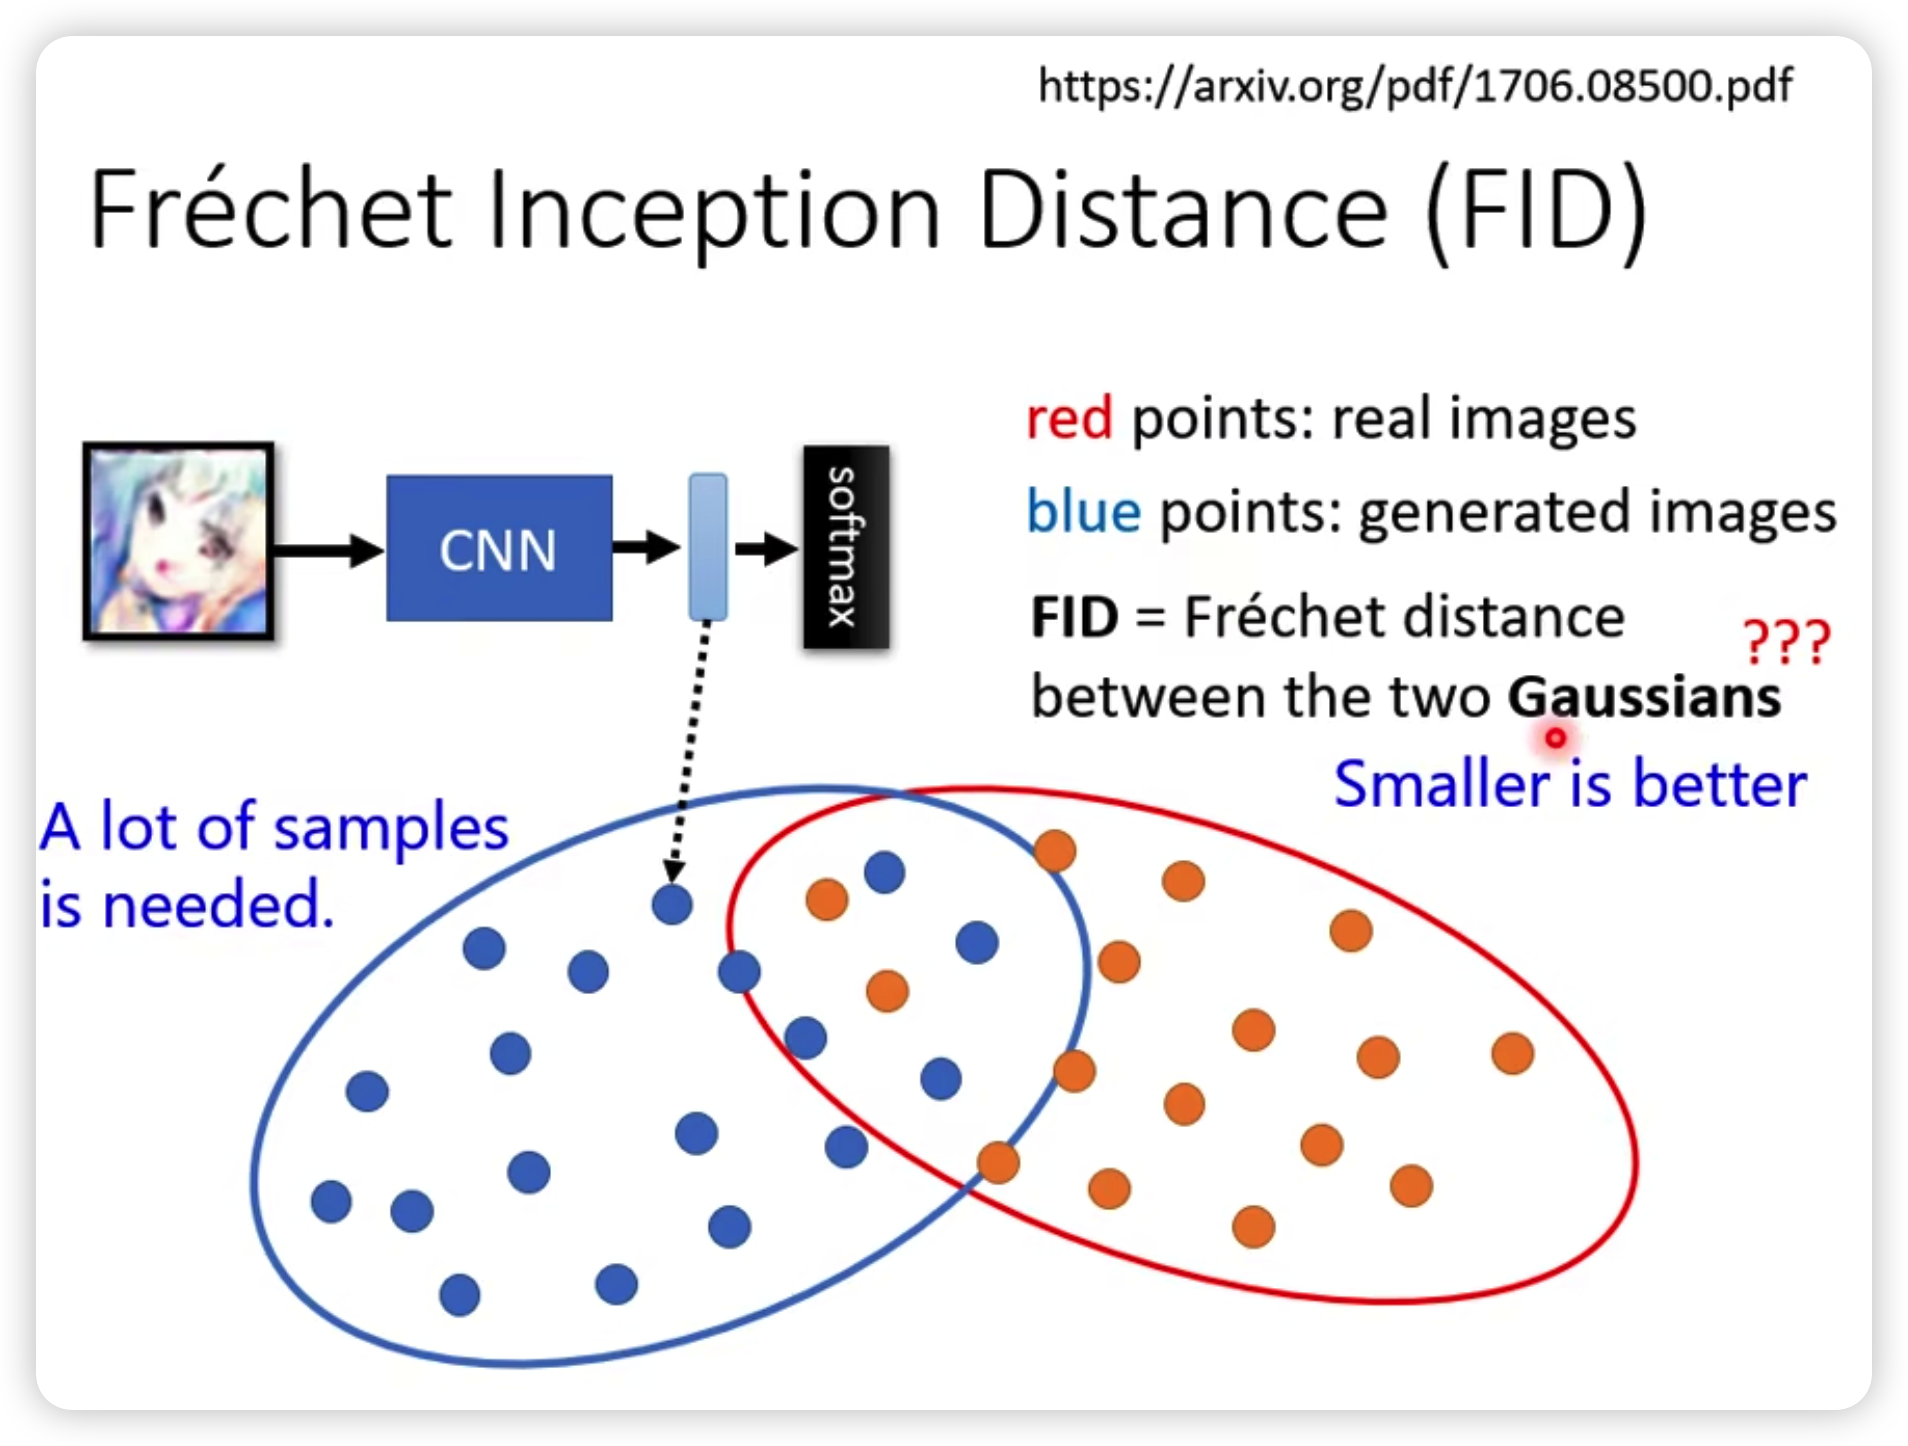 https://arxiv.org/pdf/1706.08500.pdf
Fréchet Inception Distance (FID)
CNN
softmax
red points: real images
blue points: generated images
FID = Fréchet distance
???
between the two Gaussians
Smaller is better
A lot of samples
is needed.